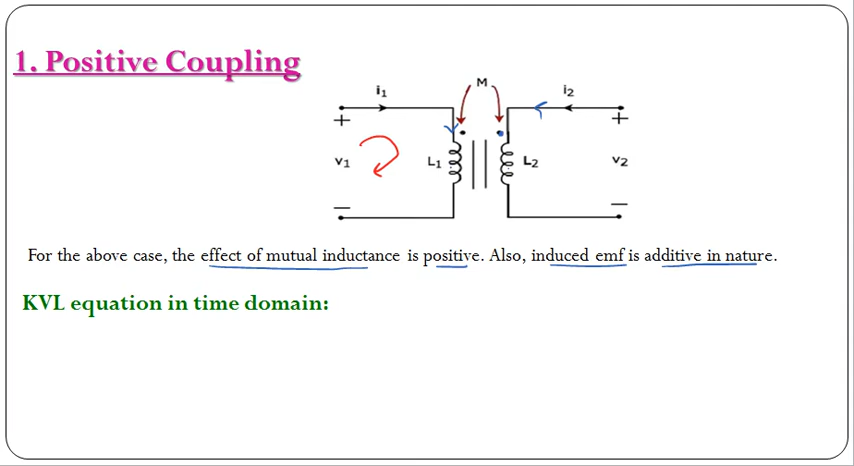 1. Positive Coupling
M
i1
i2
+
+
v1
L1
L2
v2
For the above case, the effect of mutual inductance is positive. Also, induced emf is additive in nature.
KVL equation in time domain: